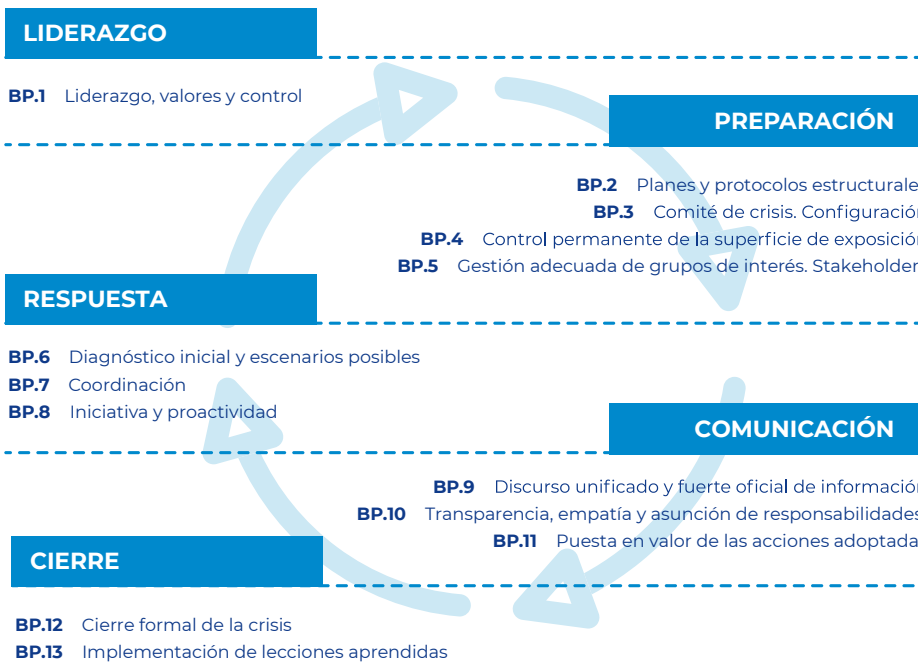 LIDERAZGO
BP.1 Liderazgo, valores y control
PREPARACIÓN
BP.2 Planes y protocolos estructurale
BP.3 Comité de crisis. Configuració
BP.4 Control permanente de la superficie de exposició
BP.5 Gestión adecuada de grupos de interés. Stakeholder
RESPUESTA
BP.6 Diagnóstico inicial y escenarios posibles
BP.7 Coordinación
BP.8 Iniciativa y proactividad
COMUNICACIÓN
BP.9 Discurso unificado y fuerte oficial de informació
BP.10 Transparencia, empatía y asunción de responsabilidades
BP.11 Puesta en valor de las acciones adoptada
CIERRE
BP.12 Cierre formal de la crisis
BP.13 Implementación de lecciones aprendidas